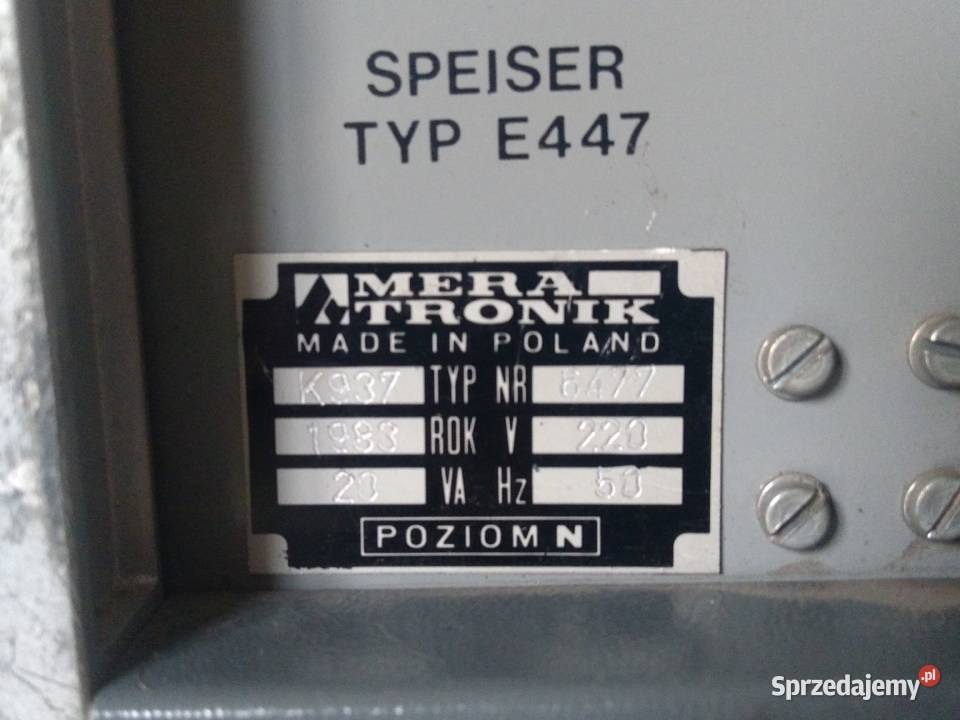 SPEISER
TYP E447
MERA
TRONIK
MADE IN POLAND
K937 TYP NR 6477
1983 ROK V 220
20 VA Hz 50
POZIOM N
Sprzedajemy.pl